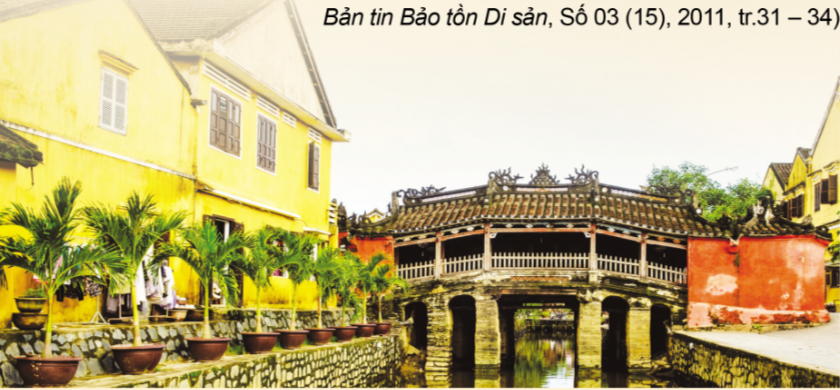 Bản tin Bảo tồn Di sản, Số 03 (15), 2011, tr.31 – 34)